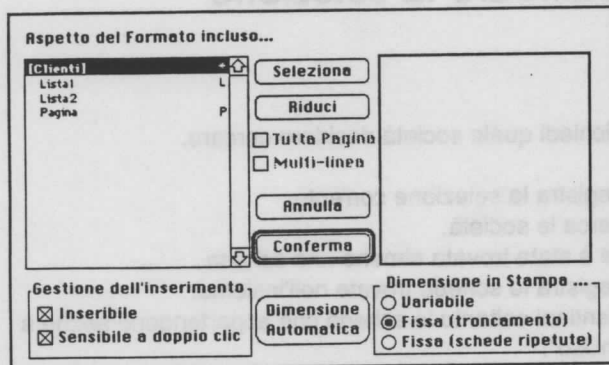 Aspetto del Formato incluso...
[Clienti] +
Lista1 L
Lista2
Pagina P
Seleziona
Riduci
Tutta Pagina
Multi-linea
Annulla
Conferma
Gestione dell'inserimento
Inseribile
Sensibile a doppio clic
Dimensione
Automatica
Dimensioni in Stampa ...
Variabile
Fissa (troncamento)
Fissa (schede ripetute)